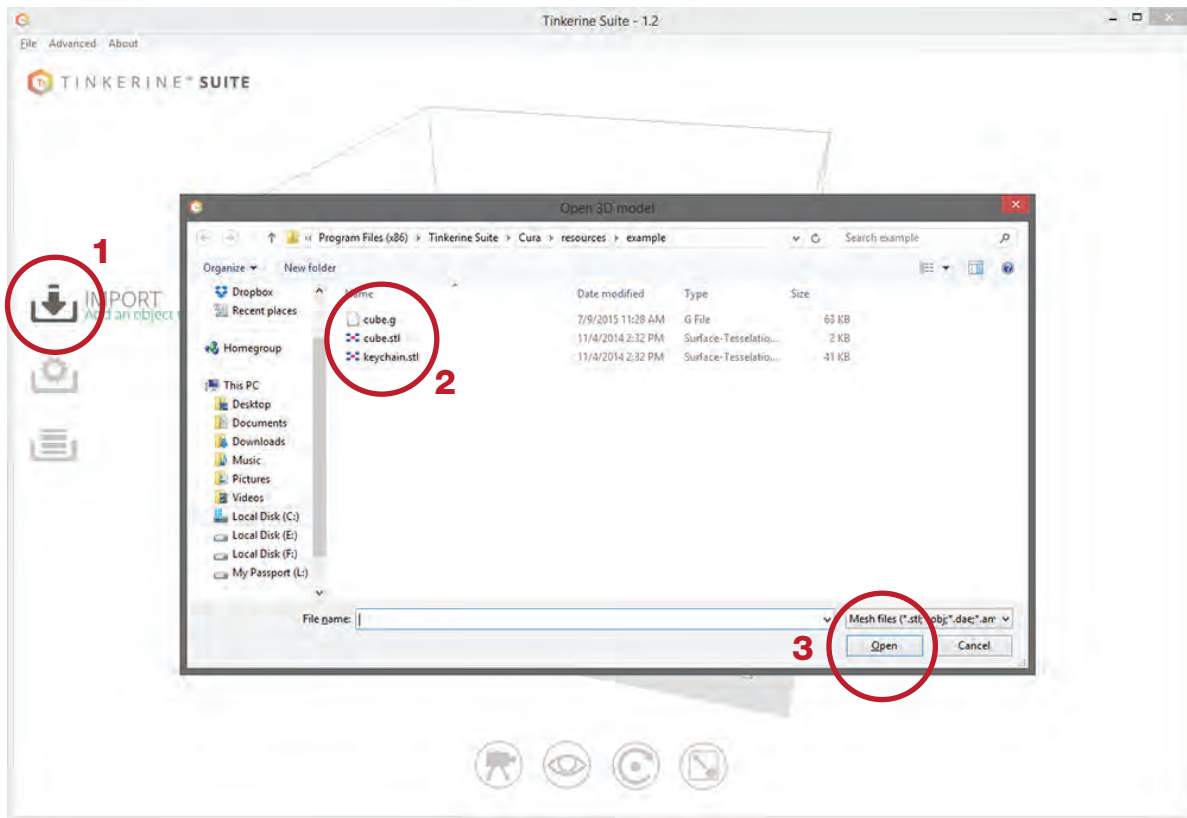 Tinkerine Suite - 1.2
File Advanced About
TINKERINE™ SUITE
Open 3D model
« Program Files (x86) Tinkerine Suite Cura resources example
Search example
1
Organize New folder
IMPORT
Add an object
Name Date modified Type Size
cube.g 7/9/2015 11:28 AM G File 63 KB
cube.stl 11/4/2014 2:32 PM Surface-Tesselatio... 2 KB
keychain.stl 11/4/2014 2:32 PM Surface-Tesselatio... 41 KB
2
Dropbox
Recent places
Homegroup
This PC
Desktop
Documents
Downloads
Music
Pictures
Videos
Local Disk (C:)
Local Disk (E:)
Local Disk (F:)
My Passport (L:)
File name:
Mesh files (*.stl;*.obj;*.dae;*.am
3
Open Cancel